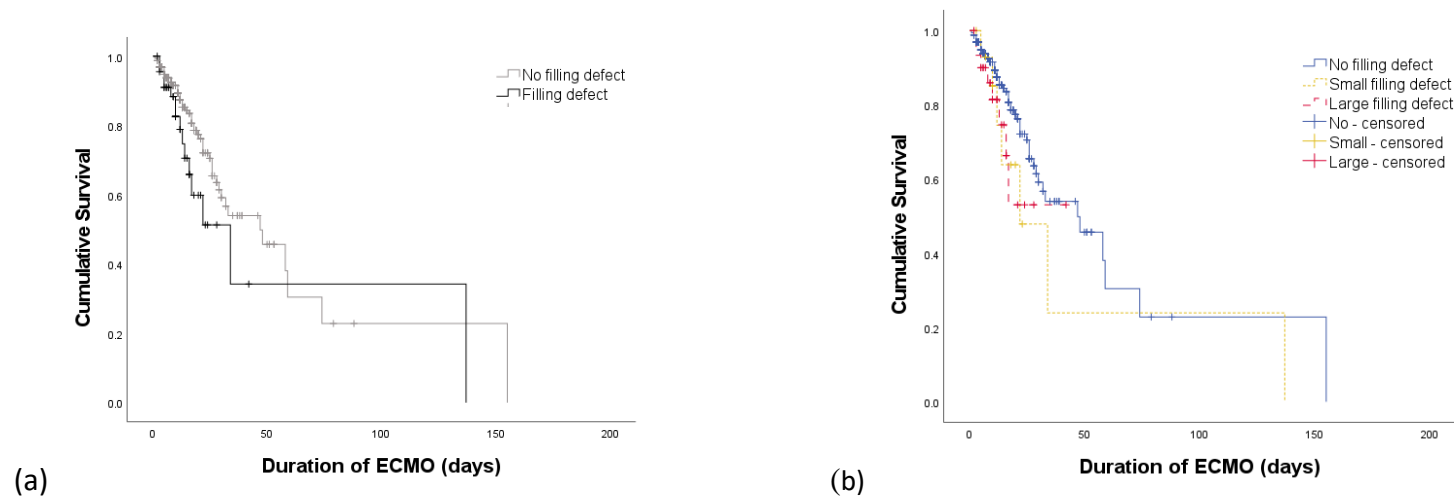 1.0
0.8
0.6
0.4
0.2
0.0
Cumulative Survival
No filling defect
Filling defect
0 50 100 150 200
Duration of ECMO (days)
(a)
1.0
0.8
0.6
0.4
0.2
0.0
Cumulative Survival
No filling defect
Small filling defect
Large filling defect
No - censored
Small - censored
Large - censored
0 50 100 150 200
Duration of ECMO (days)
(b)